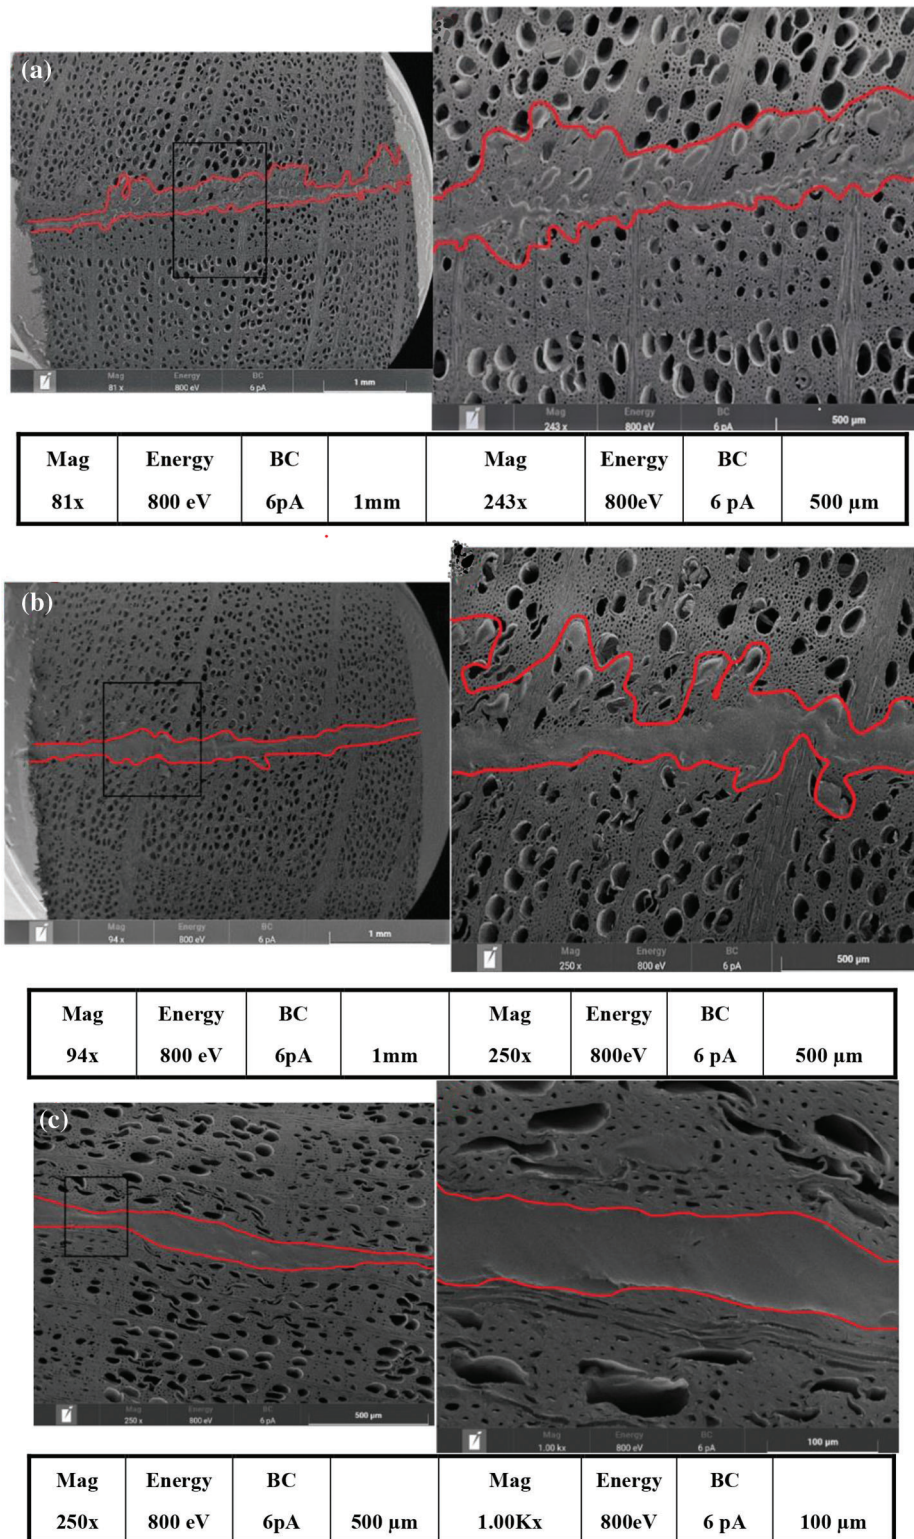 (a)
Mag Energy BC
81 x 800 eV 6 pA 1 mm
Mag Energy BC
243 x 800 eV 6 pA 500 µm
Mag Energy BC Mag Energy BC
81x 800 eV 6pA 1mm 243x 800eV 6 pA 500 µm
(b)
Mag Energy BC
94 x 800 eV 6 pA 1 mm
Mag Energy BC
250 x 800 eV 6 pA 500 µm
Mag Energy BC Mag Energy BC
94x 800 eV 6pA 1mm 250x 800eV 6 pA 500 µm
(c)
Mag Energy BC
250 x 800 eV 6 pA 500 µm
Mag Energy BC
1.00 kx 800 eV 6 pA 100 µm
Mag Energy BC Mag Energy BC
250x 800 eV 6pA 500 µm 1.00Kx 800eV 6 pA 100 µm